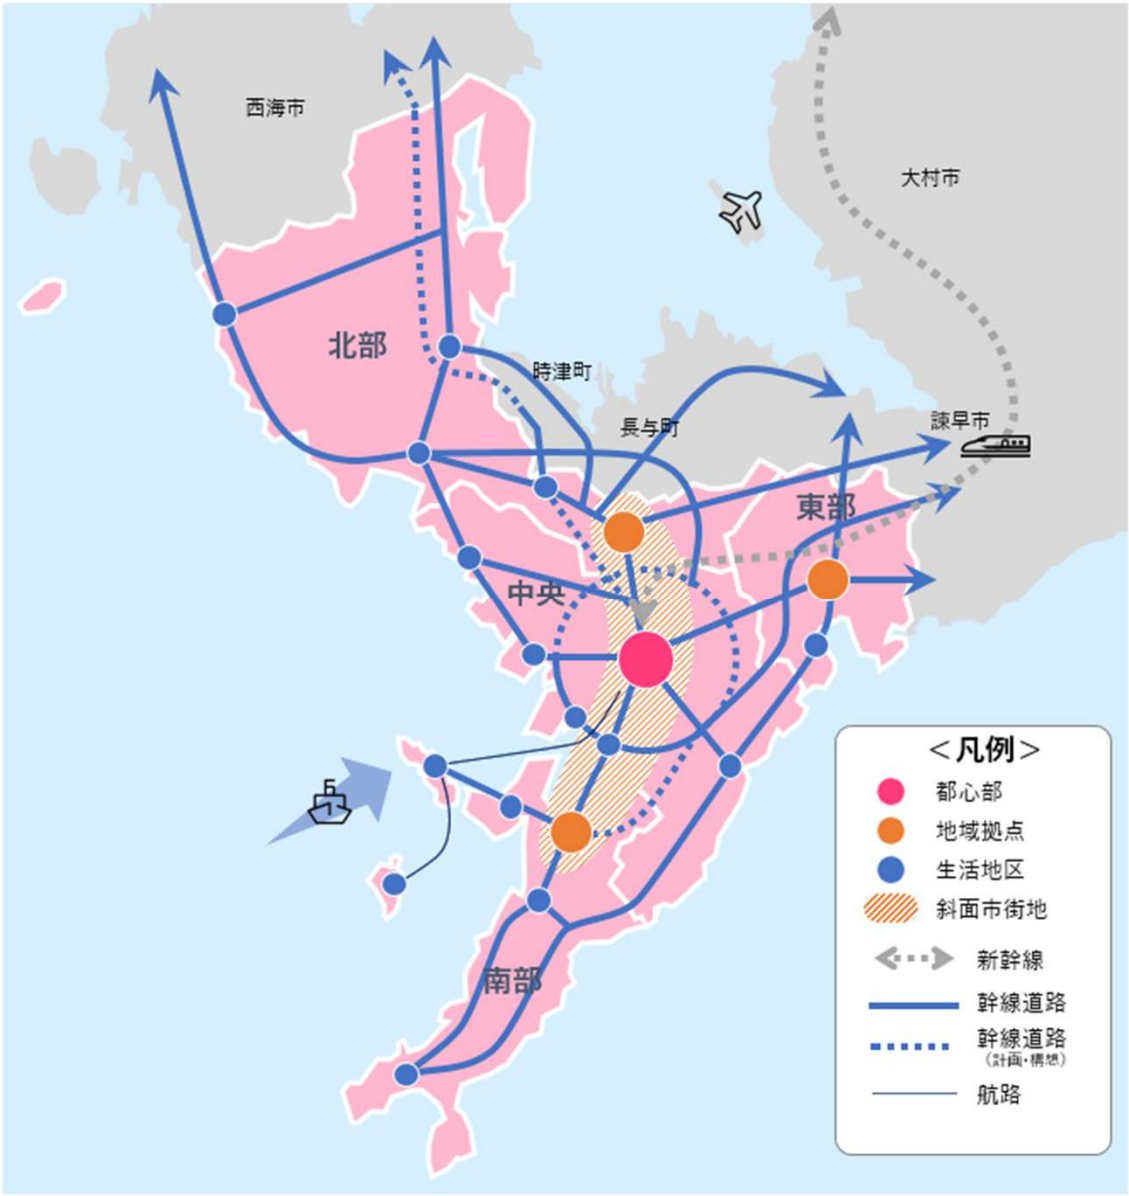 西海市
大村市
北部
時津町
長与町
諫早市
東部
中央
南部
＜凡例＞
都心部
地域拠点
生活地区
斜面市街地
新幹線
幹線道路
幹線道路
（計画・構想）
航路